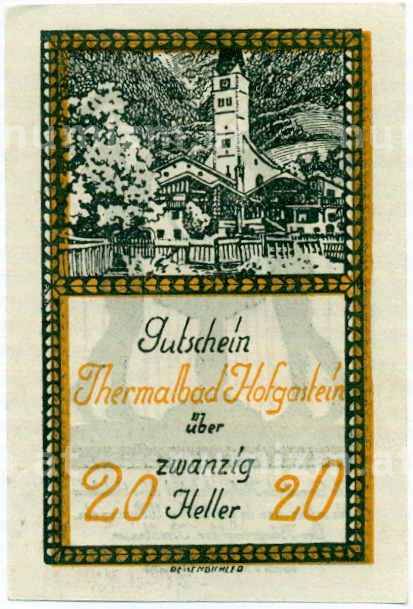 Gutschein
Thermalbad Hofgastein
über
zwanzig
20 Heller 20